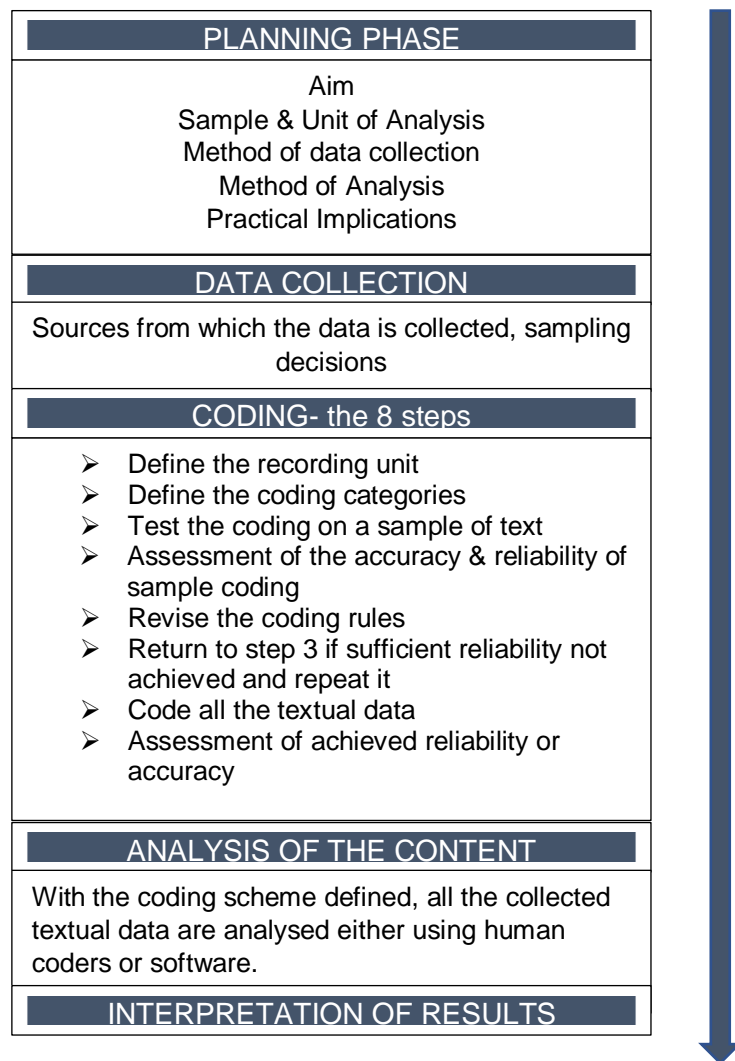 PLANNING PHASE
Aim
Sample & Unit of Analysis
Method of data collection
Method of Analysis
Practical Implications
DATA COLLECTION
Sources from which the data is collected, sampling
decisions
CODING- the 8 steps
➢ Define the recording unit
➢ Define the coding categories
➢ Test the coding on a sample of text
➢ Assessment of the accuracy & reliability of
sample coding
➢ Revise the coding rules
➢ Return to step 3 if sufficient reliability not
achieved and repeat it
➢ Code all the textual data
➢ Assessment of achieved reliability or
accuracy
ANALYSIS OF THE CONTENT
With the coding scheme defined, all the collected
textual data are analysed either using human
coders or software.
INTERPRETATION OF RESULTS